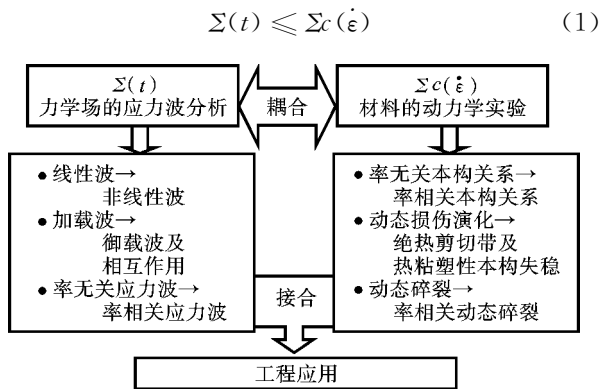 Σ(t) ⩽ Σc(ε̇) (1)
Σ(t)
力学场的应力波分析
耦合
Σc(ε̇)
材料的动力学实验
•线性波→
非线性波
•加载波→
御载波及
相互作用
•率无关应力波→
率相关应力波
接合
•率无关本构关系→
率相关本构关系
•动态损伤演化→
绝热剪切带及
热粘塑性本构失稳
•动态碎裂→
率相关动态碎裂
工程应用